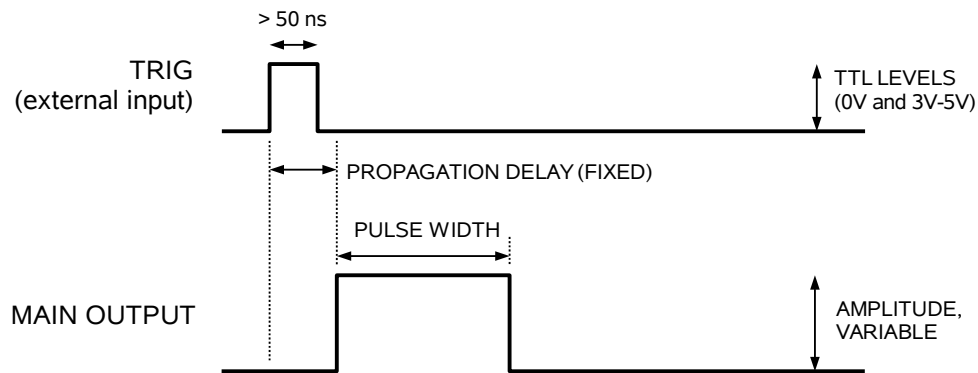 > 50 ns
TRIG
(external input)
TTL LEVELS
(0V and 3V-5V)
PROPAGATION DELAY (FIXED)
PULSE WIDTH
MAIN OUTPUT
AMPLITUDE,
VARIABLE